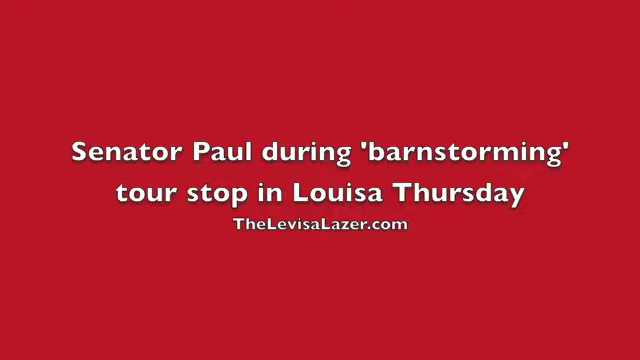 Senator Paul during 'barnstorming'
tour stop in Louisa Thursday
TheLevisaLazer.com